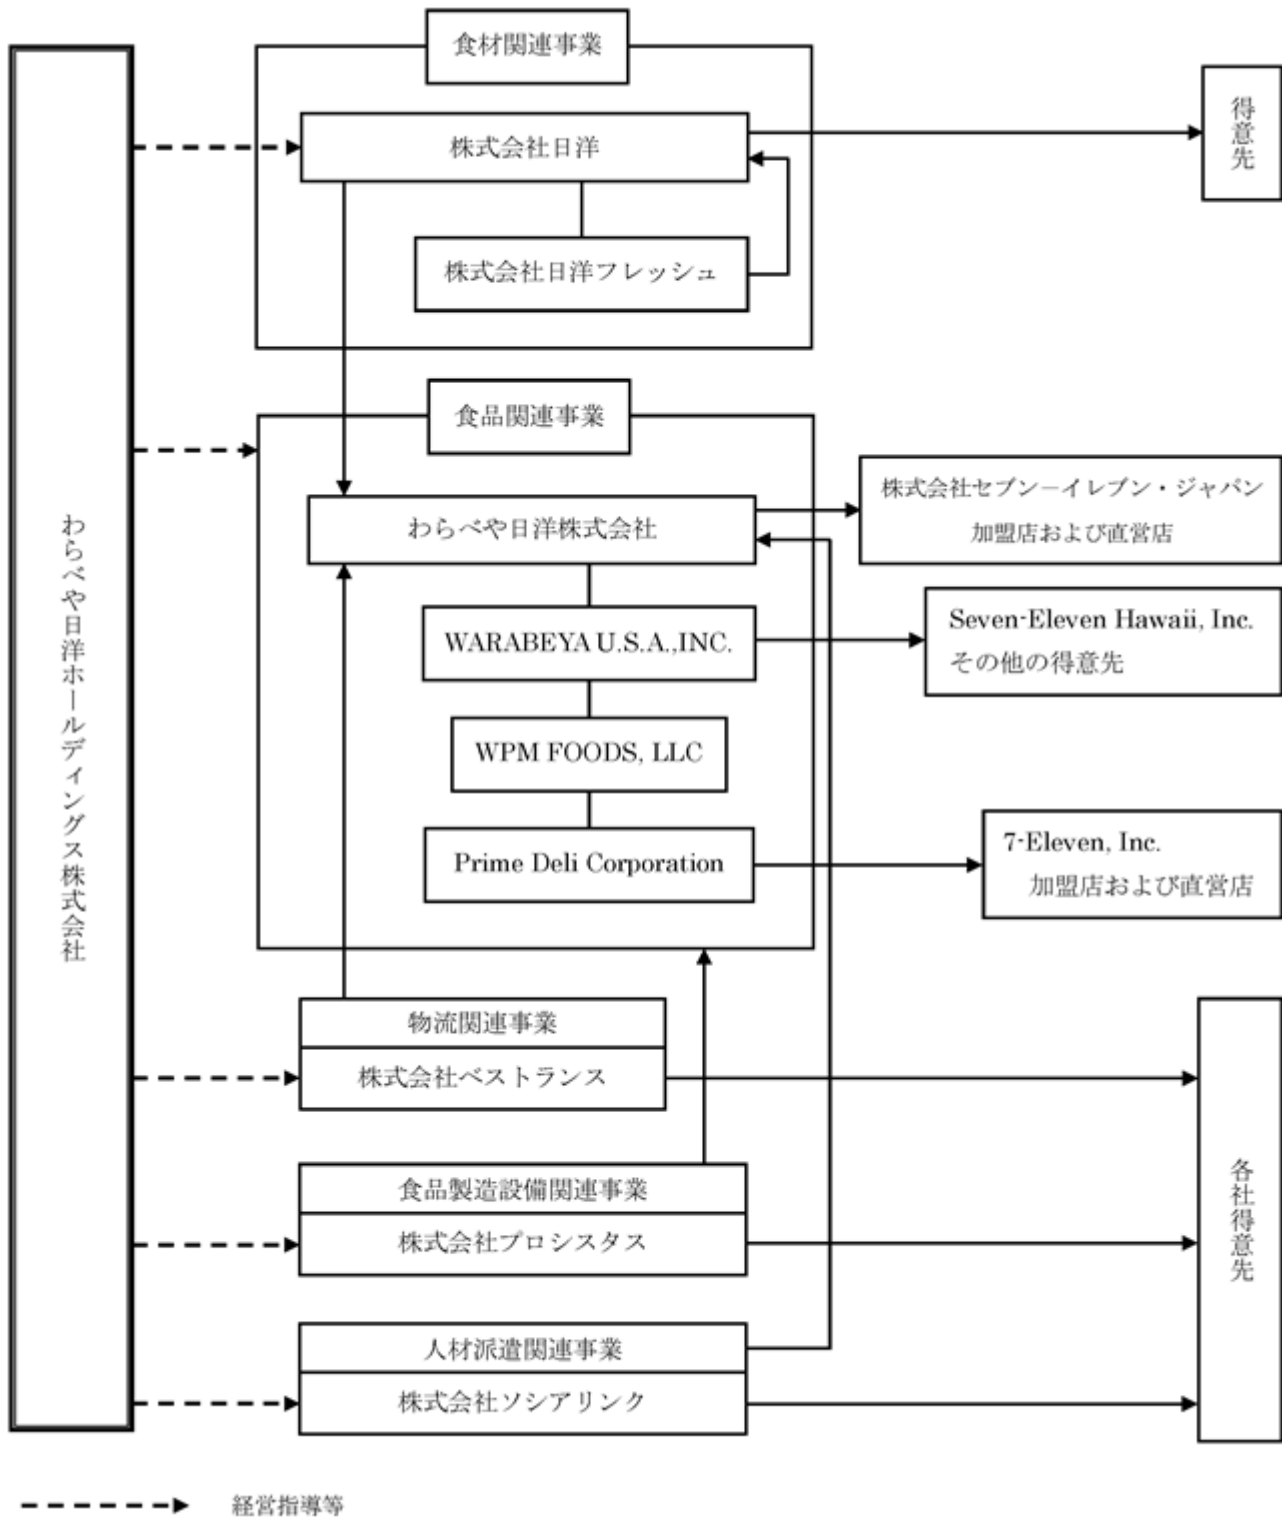 わらべや日洋ホールディングス株式会社
食材関連事業
株式会社日洋
株式会社日洋フレッシュ
得意先
食品関連事業
わらべや日洋株式会社
株式会社セブン－イレブン・ジャパン
加盟店および直営店
WARABEYA U.S.A.,INC.
Seven-Eleven Hawaii, Inc.
その他の得意先
WPM FOODS, LLC
Prime Deli Corporation
7-Eleven, Inc.
加盟店および直営店
物流関連事業
株式会社ベストランス
食品製造設備関連事業
株式会社プロシスタス
人材派遣関連事業
株式会社ソシアリンク
各社得意先
経営指導等